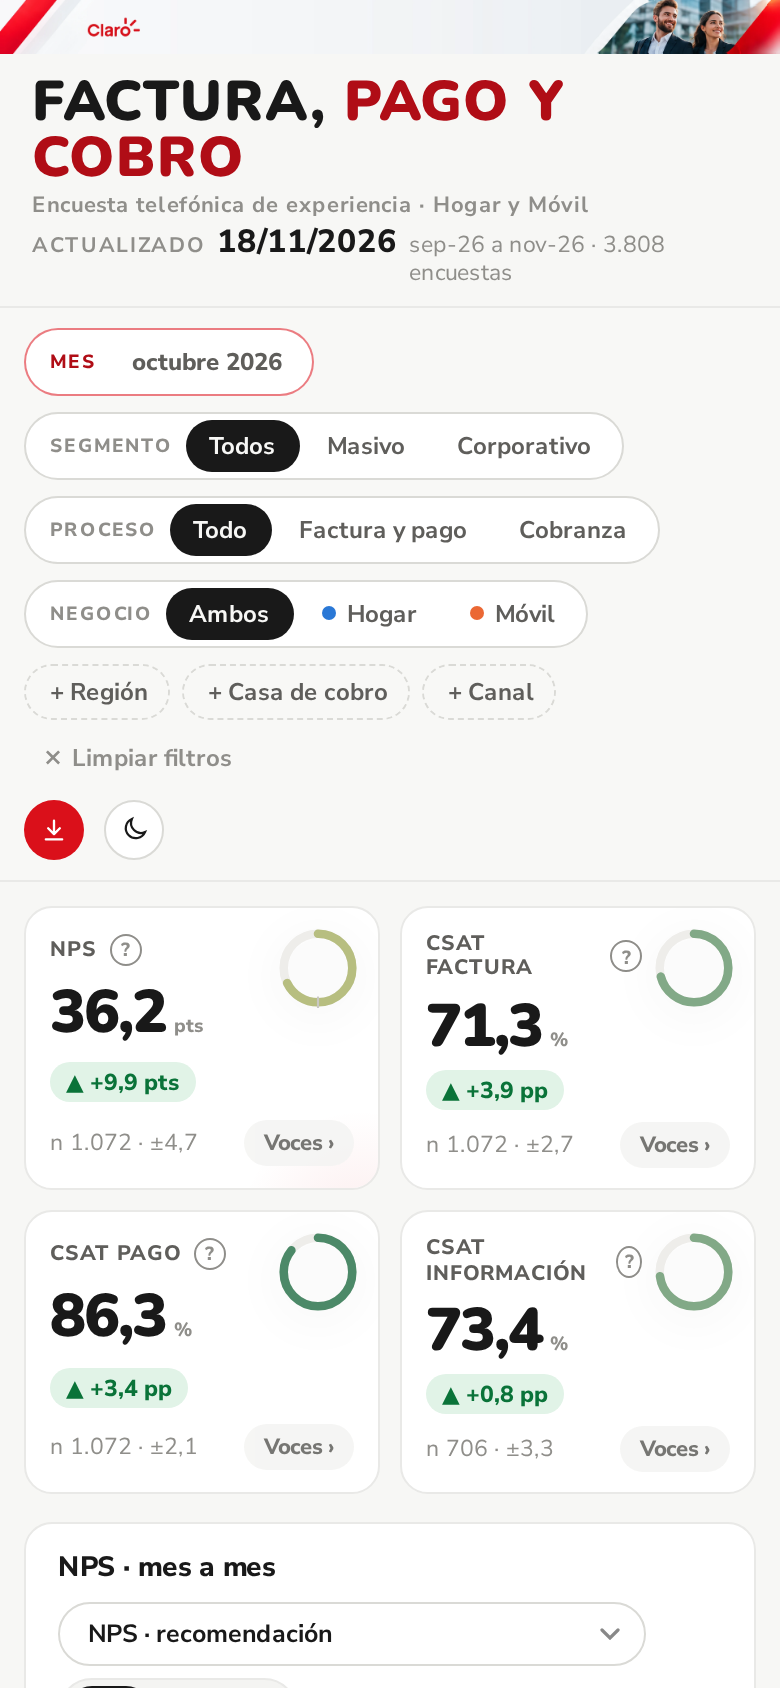 Claro
FACTURA, PAGO Y
COBRO
Encuesta telefónica de experiencia · Hogar y Móvil
ACTUALIZADO 18/11/2026 sep-26 a nov-26 · 3.808
encuestas
MES octubre 2026
SEGMENTO Todos Masivo Corporativo
PROCESO Todo Factura y pago Cobranza
NEGOCIO Ambos Hogar Móvil
+ Región + Casa de cobro + Canal
✕ Limpiar filtros
NPS ?
36,2 pts
▲ +9,9 pts
n 1.072 · ±4,7 Voces ›
CSAT
FACTURA ?
71,3 %
▲ +3,9 pp
n 1.072 · ±2,7 Voces ›
CSAT PAGO ?
86,3 %
▲ +3,4 pp
n 1.072 · ±2,1 Voces ›
CSAT
INFORMACIÓN ?
73,4 %
▲ +0,8 pp
n 706 · ±3,3 Voces ›
NPS · mes a mes
NPS · recomendación